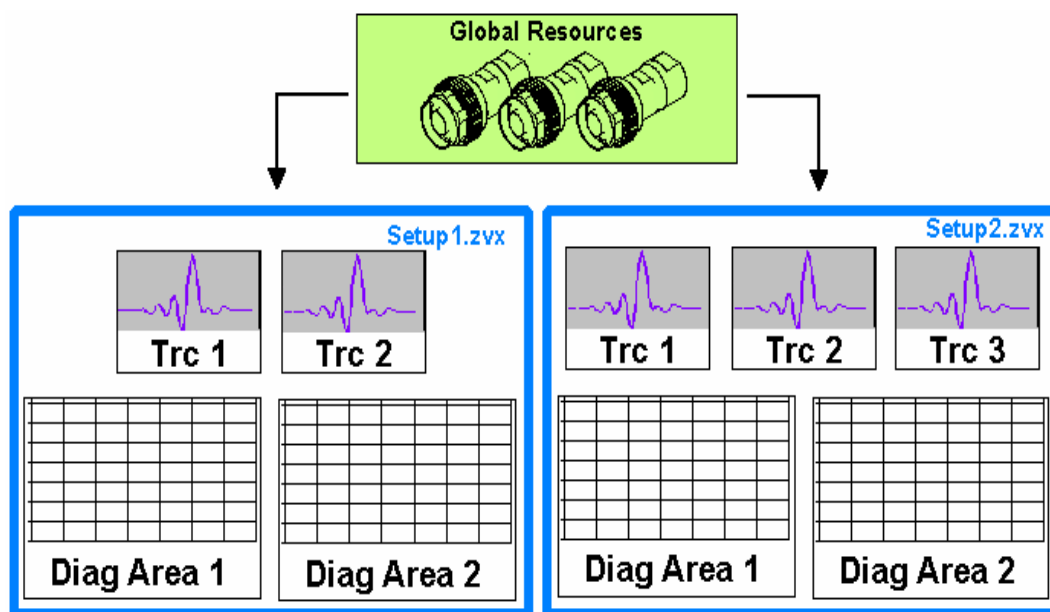 Global Resources
Setup1.zvx
Trc 1
Trc 2
Diag Area 1
Diag Area 2
Setup2.zvx
Trc 1
Trc 2
Trc 3
Diag Area 1
Diag Area 2